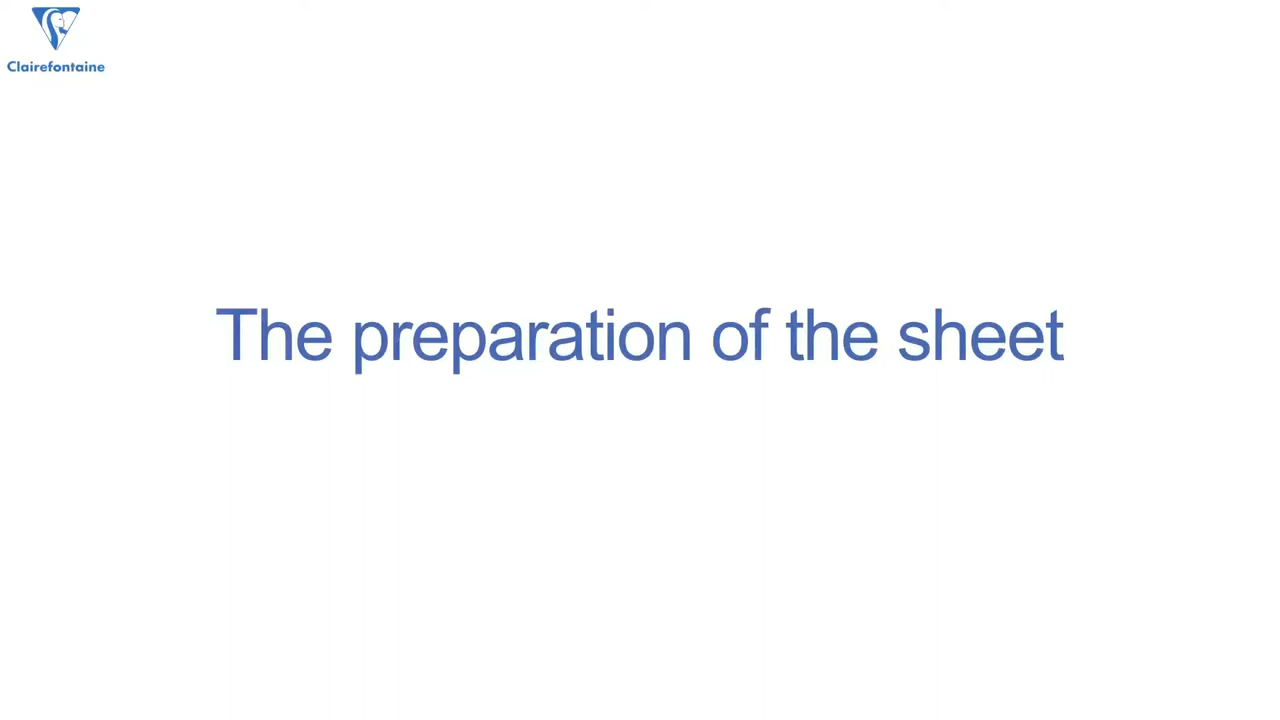 Clairefontaine
The preparation of the sheet